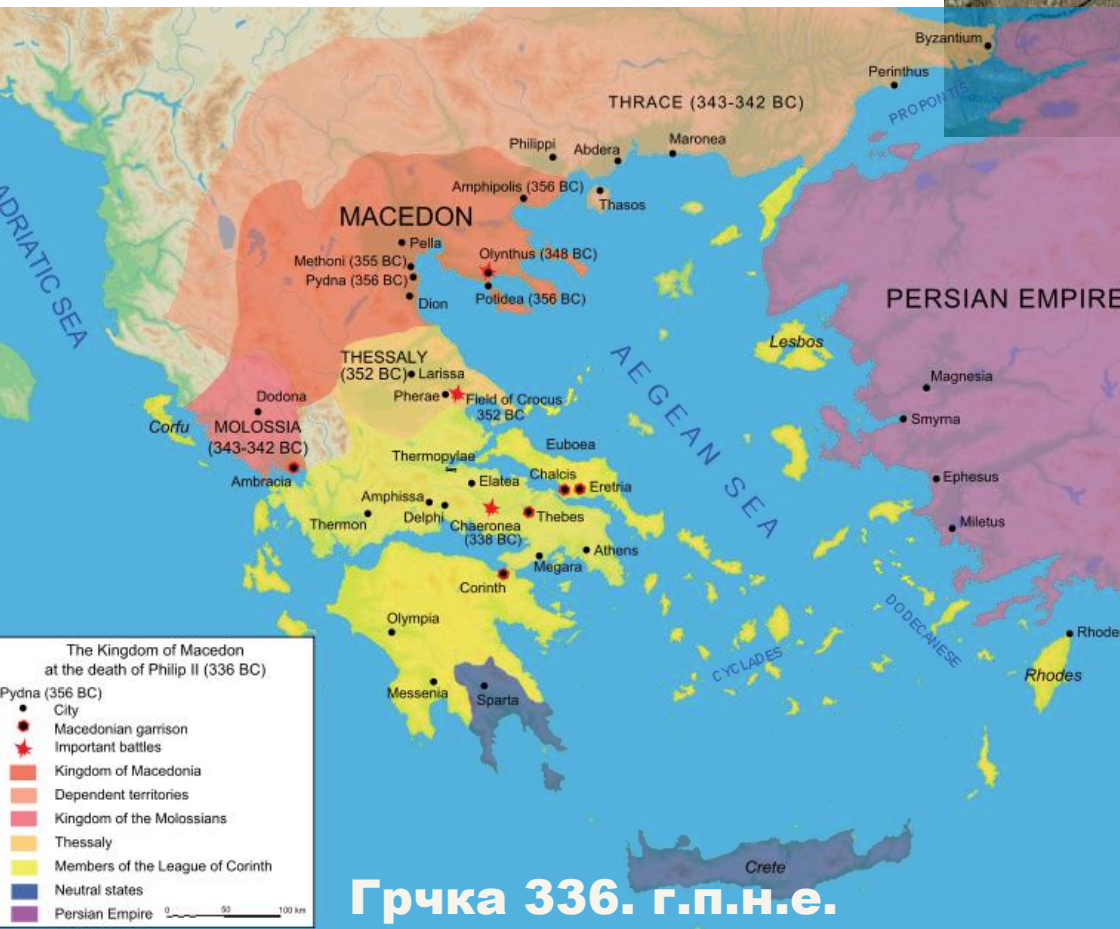 Byzantium
Perinthus
PROPONTIS
THRACE (343-342 BC)
Maronea
Philippi
Abdera
Amphipolis (356 BC)
Thasos
MACEDON
Pella
Olynthus (348 BC)
Methoni (355 BC)
Pydna (356 BC)
Potidea (356 BC)
Dion
ADRIATIC SEA
PERSIAN EMPIRE
Lesbos
AEGEAN SEA
THESSALY
(352 BC)
Larissa
Pherae
Field of Crocus
352 BC
Magnesia
Smyrna
Dodona
Corfu
MOLOSSIA
(343-342 BC)
Ambracia
Euboea
Thermopylae
Chalcis
Eretria
Elatea
Ephesus
Amphissa
Delphi
Thermon
Chaeronea
(338 BC)
Thebes
Miletus
Athens
Megara
Corinth
DODECANESE
Olympia
Rhodes
Rhodes
CYCLADES
Messenia
Sparta
Crete
The Kingdom of Macedon
at the death of Philip II (336 BC)
Pydna (356 BC)
City
Macedonian garrison
Important battles
Kingdom of Macedonia
Dependent territories
Kingdom of the Molossians
Thessaly
Members of the League of Corinth
Neutral states
Persian Empire
0 50 100 km
Грчка 336. г.п.н.е.